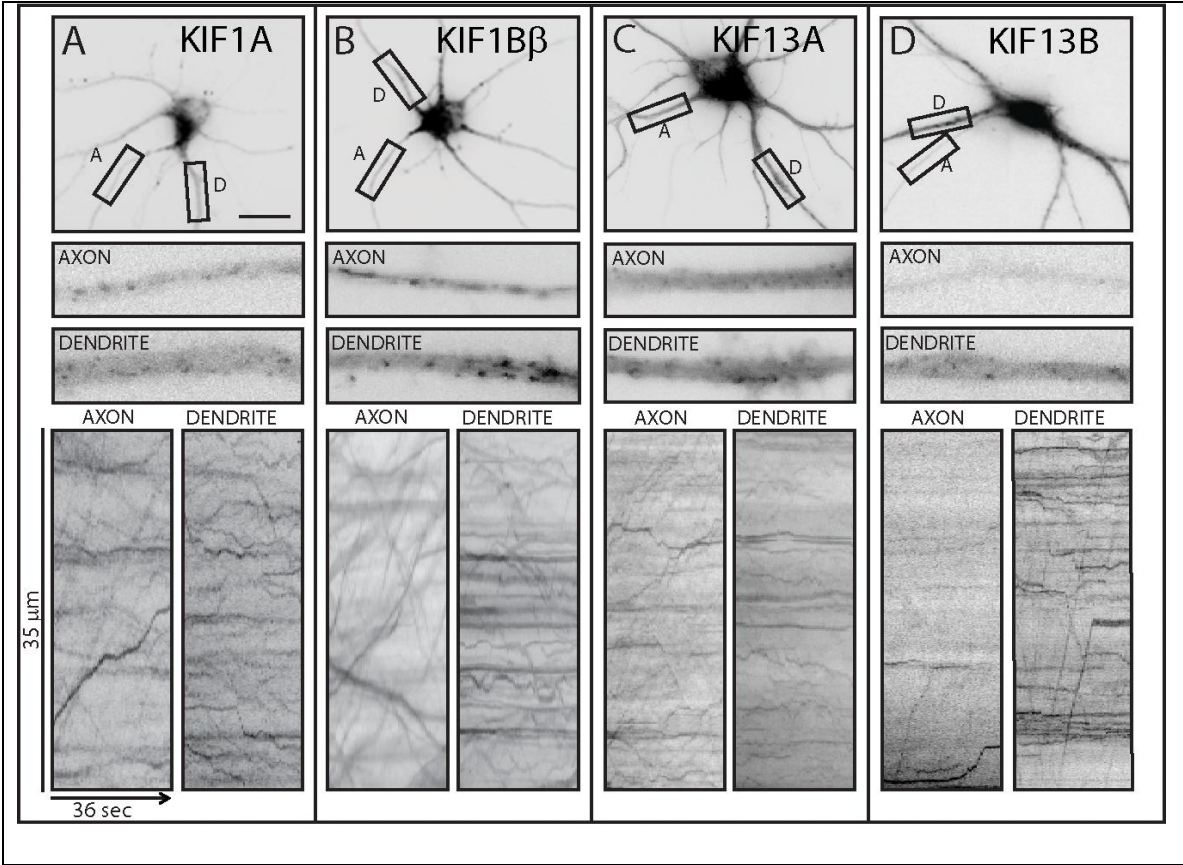 A KIF1A
A
D
AXON
DENDRITE
AXON DENDRITE
35 μm
36 sec
B KIF1Bβ
D
A
AXON
DENDRITE
AXON DENDRITE
C KIF13A
A
D
AXON
DENDRITE
AXON DENDRITE
D KIF13B
D
A
AXON
DENDRITE
AXON DENDRITE